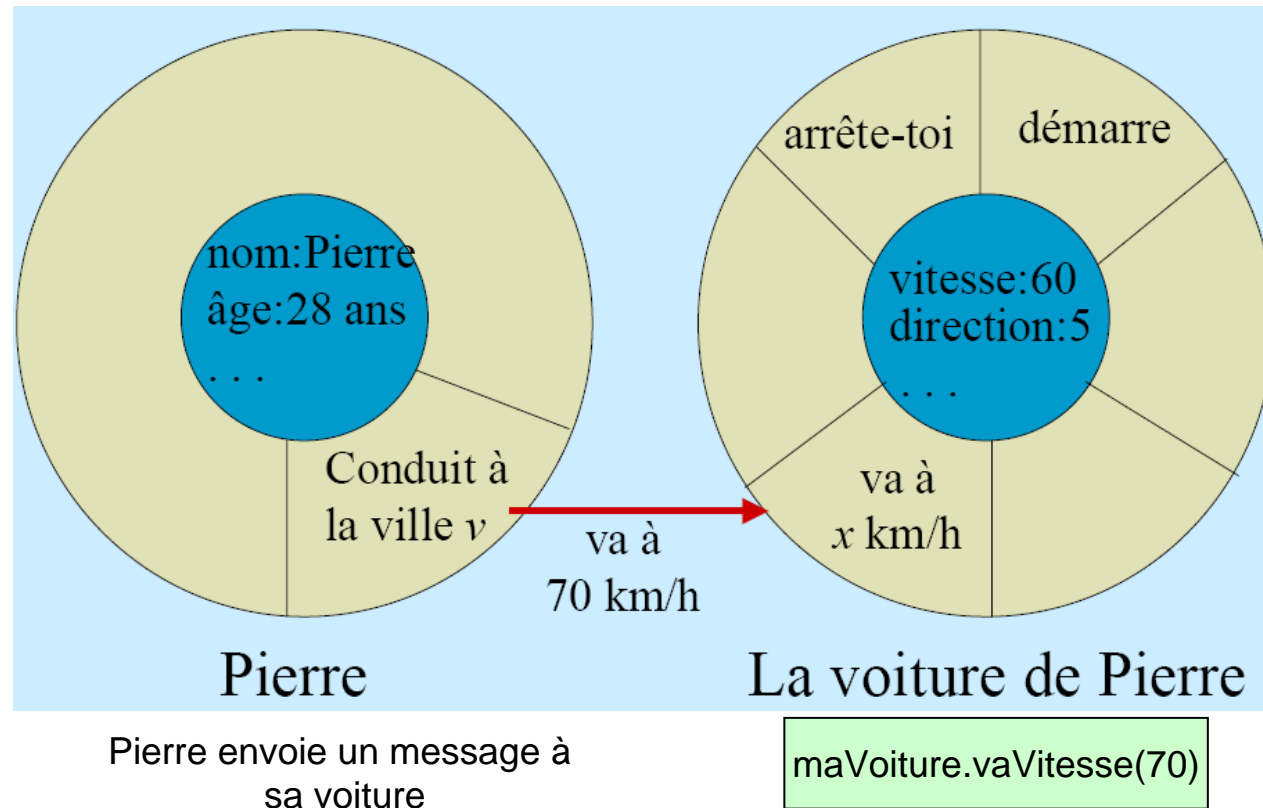 nom:Pierre
âge:28 ans
. . .
Conduit à
la ville v
va à
70 km/h
arrête-toi
démarre
vitesse:60
direction:5
. . .
va à
x km/h
Pierre
La voiture de Pierre
Pierre envoie un message à
sa voiture
maVoiture.vaVitesse(70)